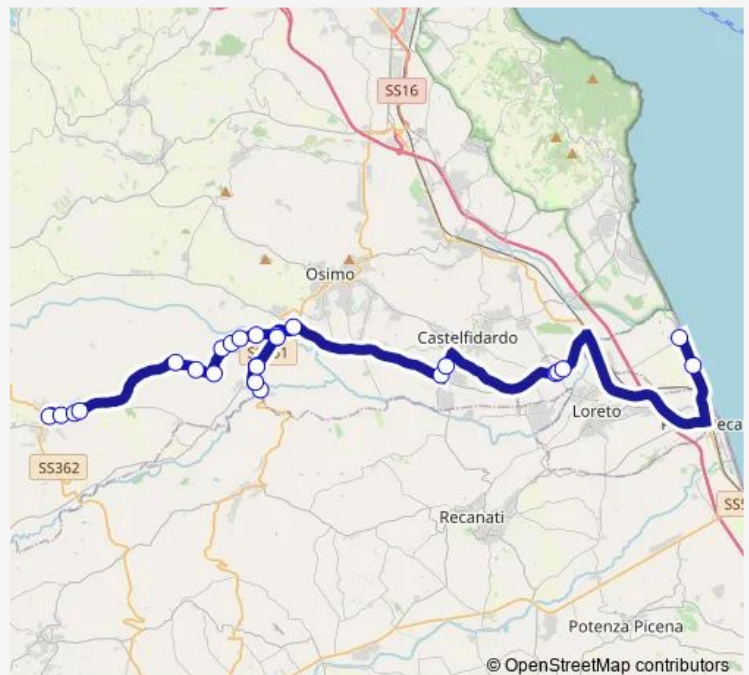 SS16
Osimo
Castelfidardo
Loreto
SS362
Recanati
Potenza Picena
© OpenStreetMap contributors